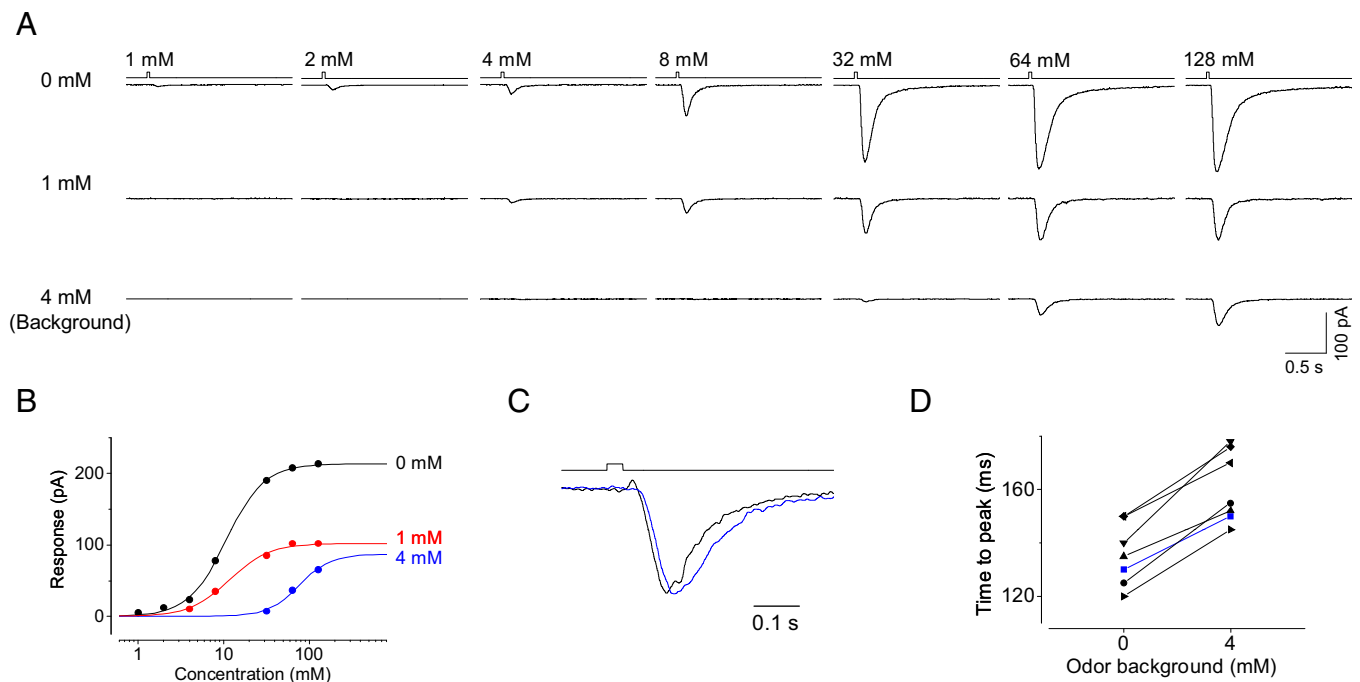 A
1 mM 2 mM 4 mM 8 mM 32 mM 64 mM 128 mM
0 mM
1 mM
4 mM
(Background)
100 pA
0.5 s
B
Response (pA)
200
100
0
0 mM
1 mM
4 mM
1 10 100
Concentration (mM)
C
0.1 s
D
Time to peak (ms)
160
120
0 4
Odor background (mM)